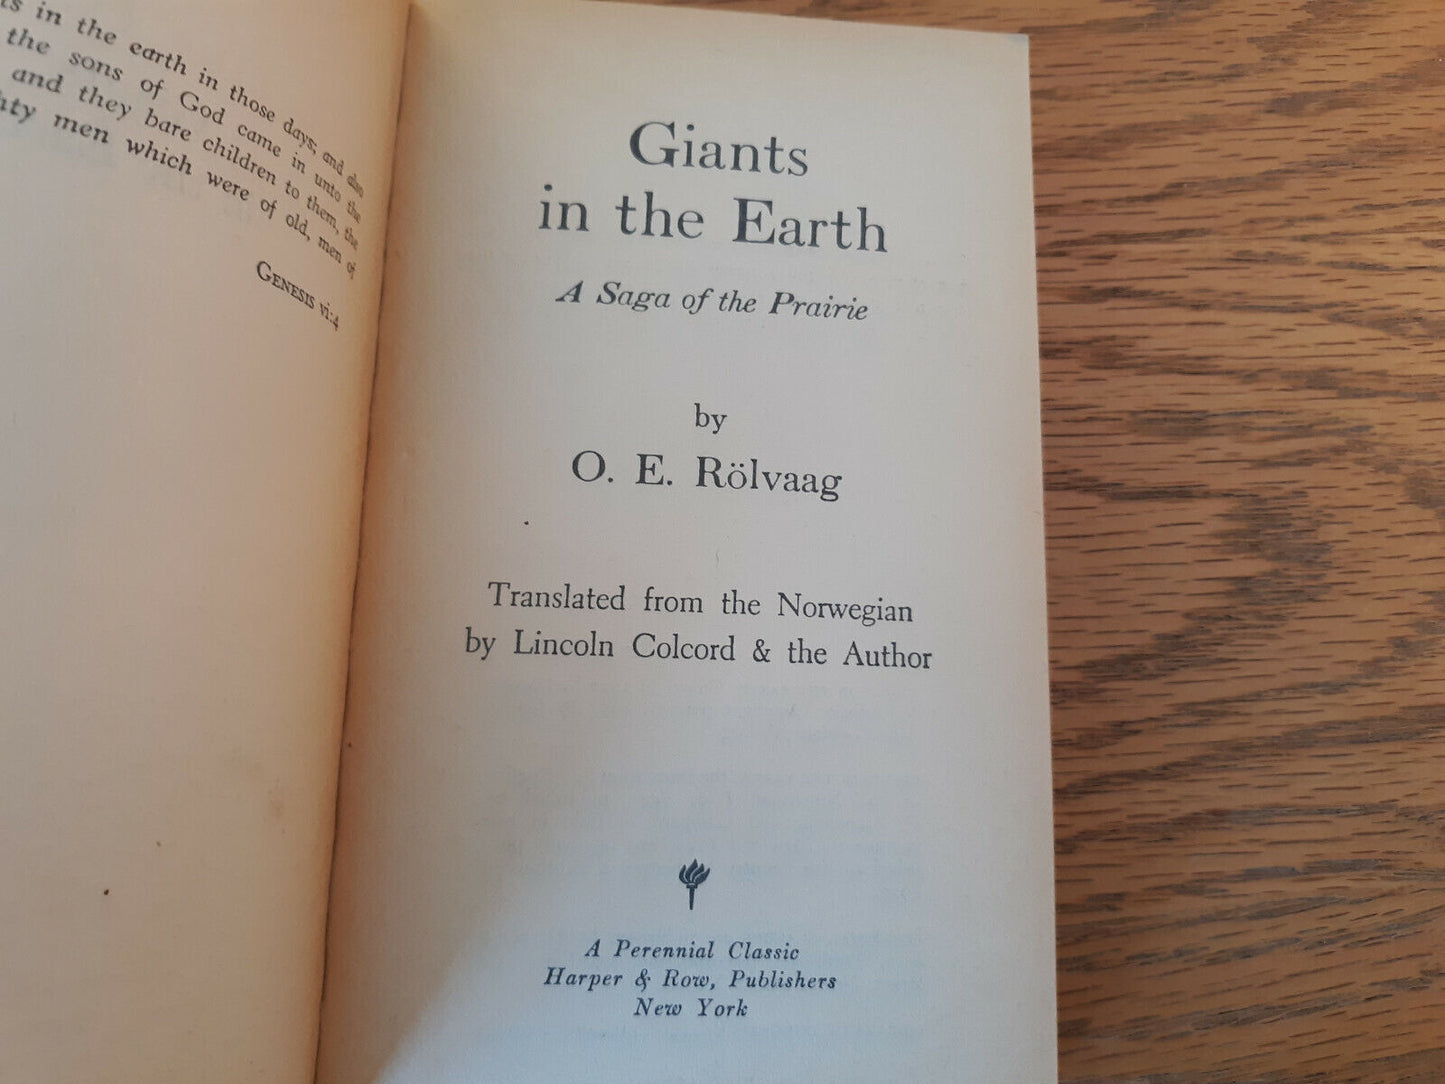 in the earth in those days; and also
the sons of God came in unto the
and they bare children to them, the
men which were of old, men of
GENESIS vi:4
Giants
in the Earth
A Saga of the Prairie
by
O. E. Rölvaag
Translated from the Norwegian
by Lincoln Colcord & the Author
A Perennial Classic
Harper & Row, Publishers
New York